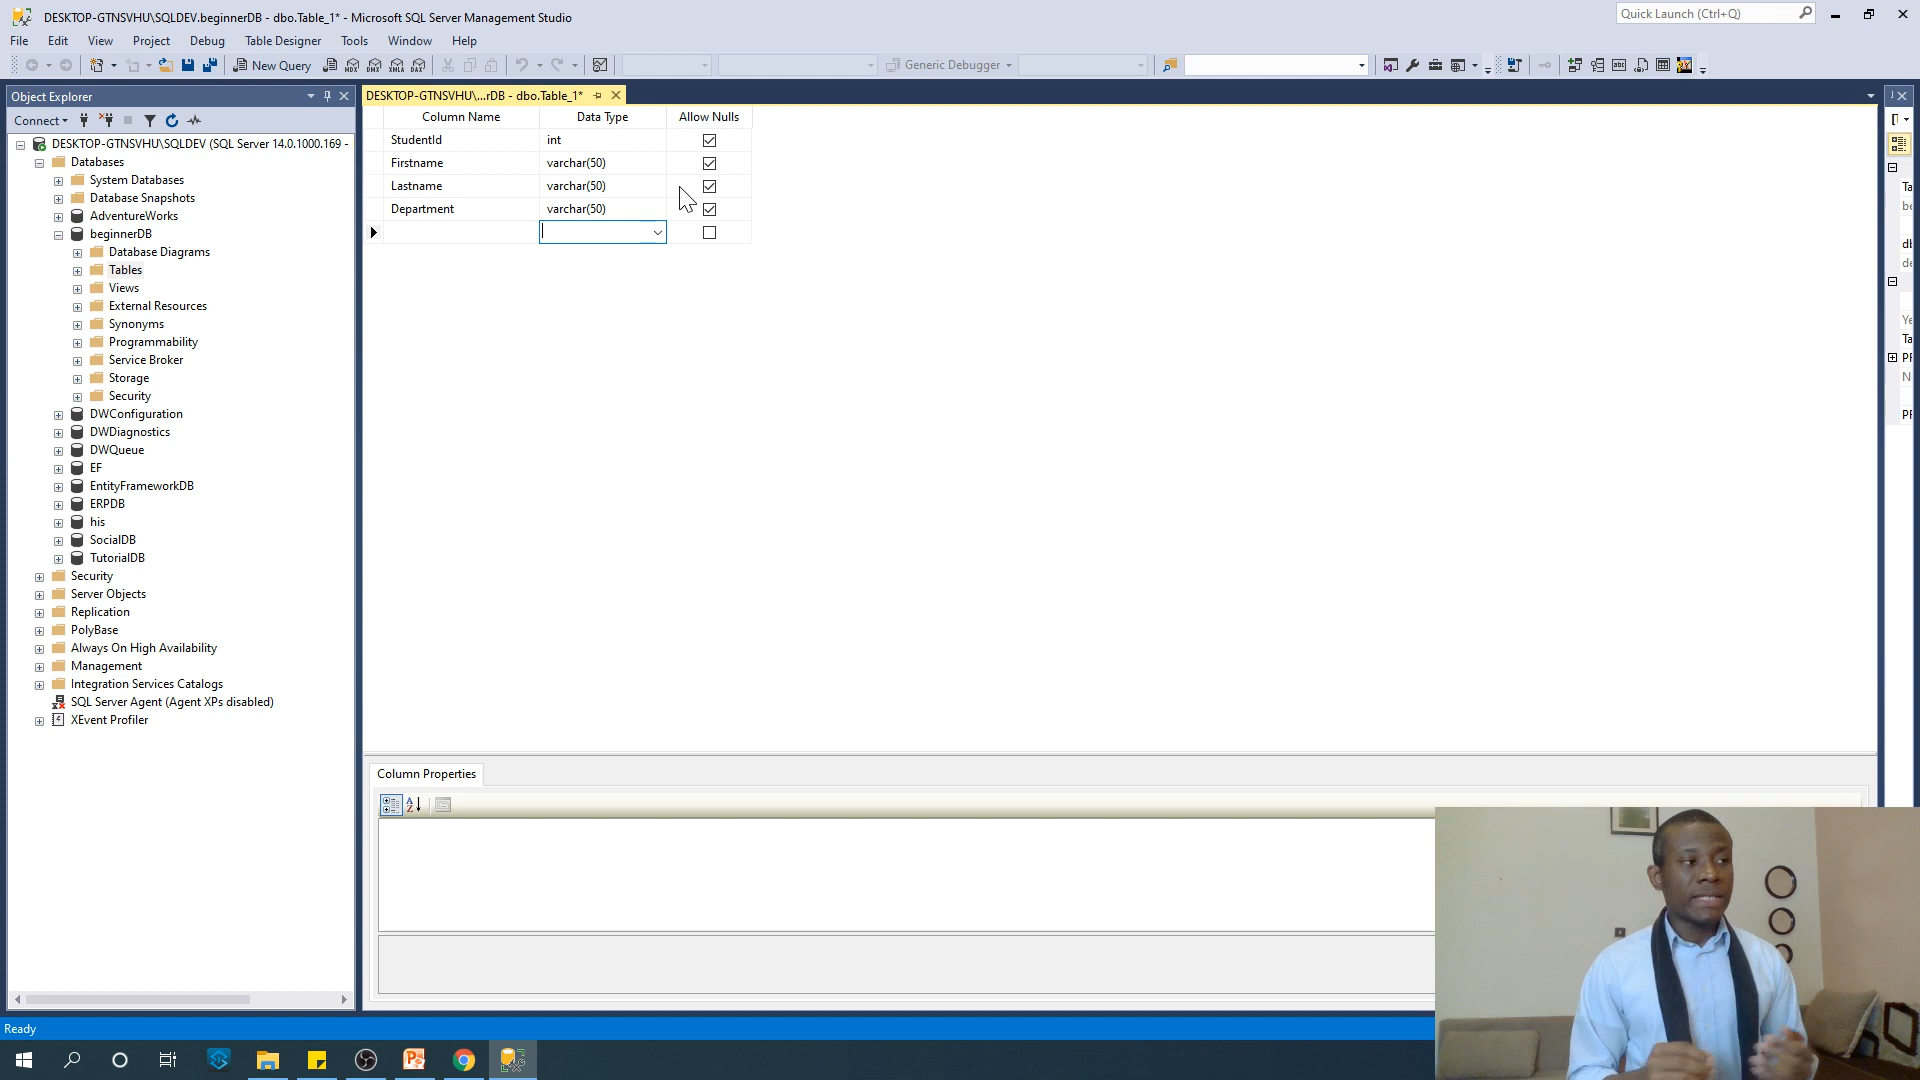 DESKTOP-GTNSVHU\SQLDEV.beginnerDB - dbo.Table_1* - Microsoft SQL Server Management Studio
Quick Launch (Ctrl+Q)
File Edit View Project Debug Table Designer Tools Window Help
New Query
MDX DMX XMLA DAX
Generic Debugger
Object Explorer
DESKTOP-GTNSVHU\...rDB - dbo.Table_1*
Connect
Column Name Data Type Allow Nulls
StudentId int
Firstname varchar(50)
Lastname varchar(50)
Department varchar(50)
DESKTOP-GTNSVHU\SQLDEV (SQL Server 14.0.1000.169 -
Databases
System Databases
Database Snapshots
AdventureWorks
beginnerDB
Database Diagrams
Tables
Views
External Resources
Synonyms
Programmability
Service Broker
Storage
Security
DWConfiguration
DWDiagnostics
DWQueue
EF
EntityFrameworkDB
ERPDB
his
SocialDB
TutorialDB
Security
Server Objects
Replication
PolyBase
Always On High Availability
Management
Integration Services Catalogs
SQL Server Agent (Agent XPs disabled)
XEvent Profiler
Column Properties
Ready